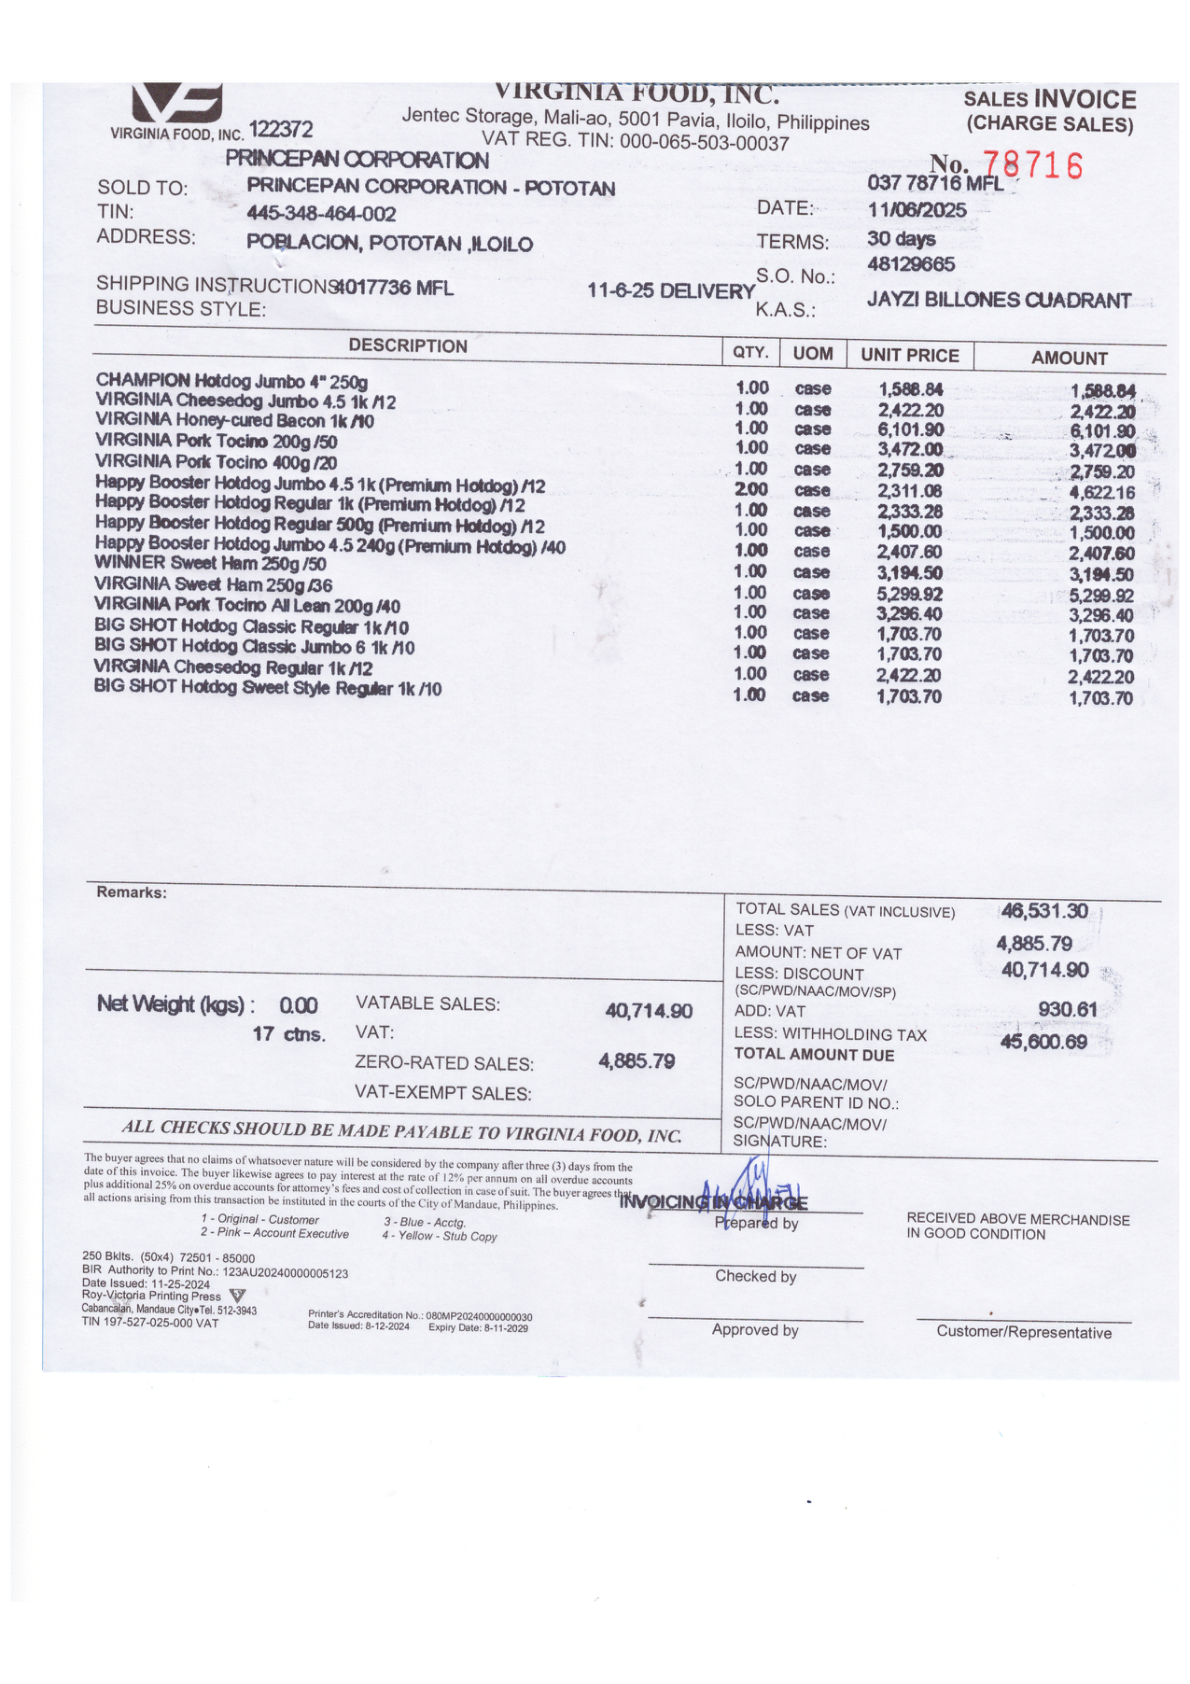 VIRGINIA FOOD, INC.
Jentec Storage, Mali-ao, 5001 Pavia, Iloilo, Philippines
VAT REG. TIN: 000-065-503-00037
VIRGINIA FOOD, INC. 122372
SALES INVOICE
(CHARGE SALES)
No. 78716
PRINCEPAN CORPORATION
037 78716 MFL
SOLD TO: PRINCEPAN CORPORATION - POTOTAN
TIN: 445-348-464-002
DATE: 11/06/2025
ADDRESS: POBLACION, POTOTAN ,ILOILO
TERMS: 30 days
S.O. No.: 48129665
SHIPPING INSTRUCTIONS 4017736 MFL 11-6-25 DELIVERY
BUSINESS STYLE:
K.A.S.: JAYZI BILLONES CUADRANT
DESCRIPTION QTY. UOM UNIT PRICE AMOUNT
CHAMPION Hotdog Jumbo 4" 250g 1.00 case 1,588.84 1,588.84
VIRGINIA Cheesedog Jumbo 4.5 1k /12 1.00 case 2,422.20 2,422.20
VIRGINIA Honey-cured Bacon 1k /10 1.00 case 6,101.90 6,101.90
VIRGINIA Pork Tocino 200g /50 1.00 case 3,472.00 3,472.00
VIRGINIA Pork Tocino 400g /20 1.00 case 2,759.20 2,759.20
Happy Booster Hotdog Jumbo 4.5 1k (Premium Hotdog) /12 2.00 case 2,311.08 4,622.16
Happy Booster Hotdog Regular 1k (Premium Hotdog) /12 1.00 case 2,333.28 2,333.28
Happy Booster Hotdog Regular 500g (Premium Hotdog) /12 1.00 case 1,500.00 1,500.00
Happy Booster Hotdog Jumbo 4.5 240g (Premium Hotdog) /40 1.00 case 2,407.60 2,407.60
WINNER Sweet Ham 250g /50 1.00 case 3,194.50 3,194.50
VIRGINIA Sweet Ham 250g /36 1.00 case 5,299.92 5,299.92
VIRGINIA Pork Tocino All Lean 200g /40 1.00 case 3,296.40 3,296.40
BIG SHOT Hotdog Classic Regular 1k /10 1.00 case 1,703.70 1,703.70
BIG SHOT Hotdog Classic Jumbo 6 1k /10 1.00 case 1,703.70 1,703.70
VIRGINIA Cheesedog Regular 1k /12 1.00 case 2,422.20 2,422.20
BIG SHOT Hotdog Sweet Style Regular 1k /10 1.00 case 1,703.70 1,703.70
Remarks:
TOTAL SALES (VAT INCLUSIVE) 46,531.30
LESS: VAT 4,885.79
AMOUNT: NET OF VAT 40,714.90
LESS: DISCOUNT
(SC/PWD/NAAC/MOV/SP)
ADD: VAT 930.61
LESS: WITHHOLDING TAX 45,600.69
TOTAL AMOUNT DUE
SC/PWD/NAAC/MOV/
SOLO PARENT ID NO.:
SC/PWD/NAAC/MOV/
SIGNATURE:
Net Weight (kgs) : 0.00
17 ctns.
VATABLE SALES: 40,714.90
VAT:
ZERO-RATED SALES: 4,885.79
VAT-EXEMPT SALES:
ALL CHECKS SHOULD BE MADE PAYABLE TO VIRGINIA FOOD, INC.
The buyer agrees that no claims of whatsoever nature will be considered by the company after three (3) days from the
date of this invoice. The buyer likewise agrees to pay interest at the rate of 12% per annum on all overdue accounts
plus additional 25% on overdue accounts for attorney's fees and cost of collection in case of suit. The buyer agrees that
all actions arising from this transaction be instituted in the courts of the City of Mandaue, Philippines.
1 - Original - Customer 3 - Blue - Acctg.
2 - Pink – Account Executive 4 - Yellow - Stub Copy
INVOICING IN CHARGE
Prepared by
Checked by
Approved by
RECEIVED ABOVE MERCHANDISE
IN GOOD CONDITION
Customer/Representative
250 Bklts. (50x4) 72501 - 85000
BIR Authority to Print No.: 123AU20240000005123
Date Issued: 11-25-2024
Roy-Victoria Printing Press
Cabancalan, Mandaue City•Tel. 512-3943
TIN 197-527-025-000 VAT
Printer's Accreditation No.: 080MP20240000000030
Date Issued: 8-12-2024 Expiry Date: 8-11-2029